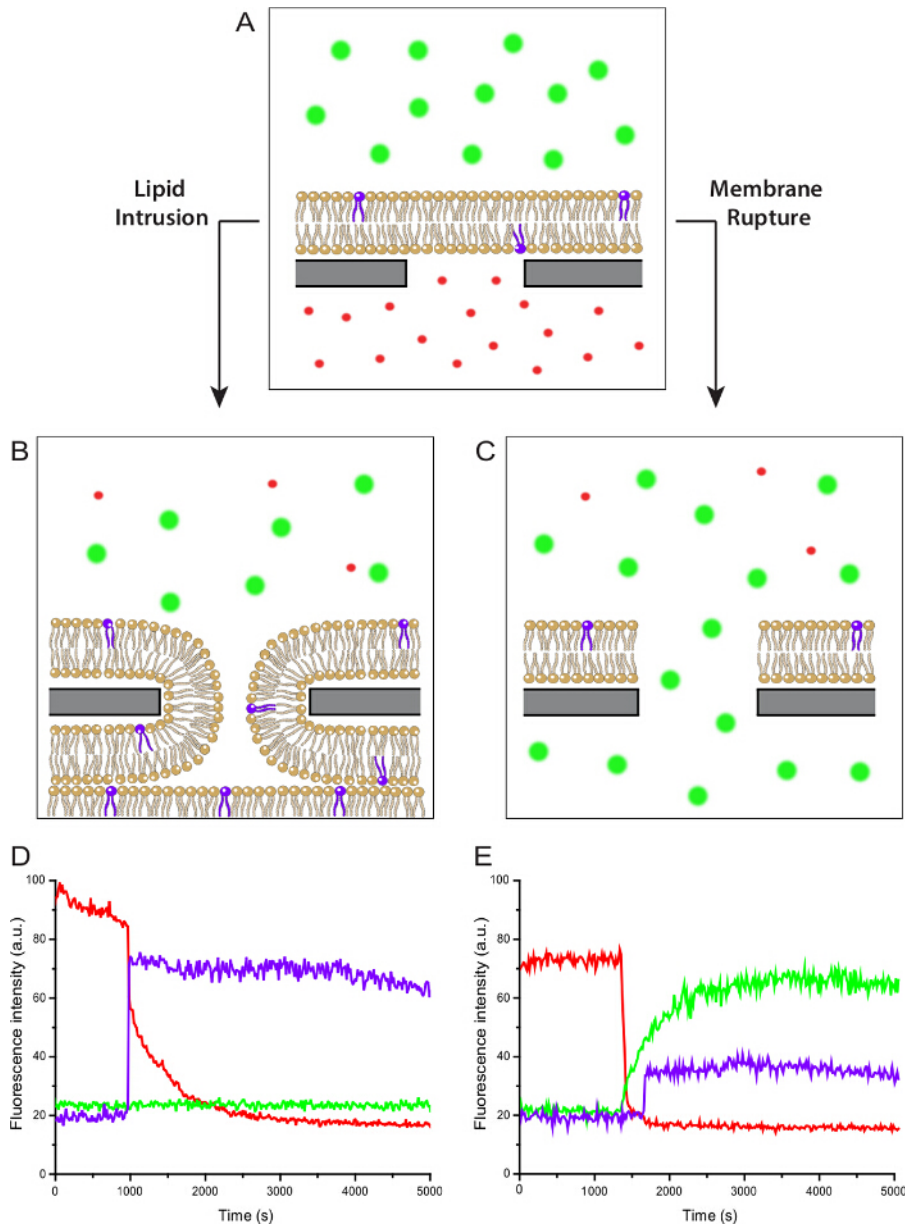 A
Lipid
Intrusion
Membrane
Rupture
B
C
D
E
Fluorescence intensity (a.u.)
100
80
60
40
20
0
0 1000 2000 3000 4000 5000
Time (s)
Fluorescence intensity (a.u.)
100
80
60
40
20
0
0 1000 2000 3000 4000 5000
Time (s)